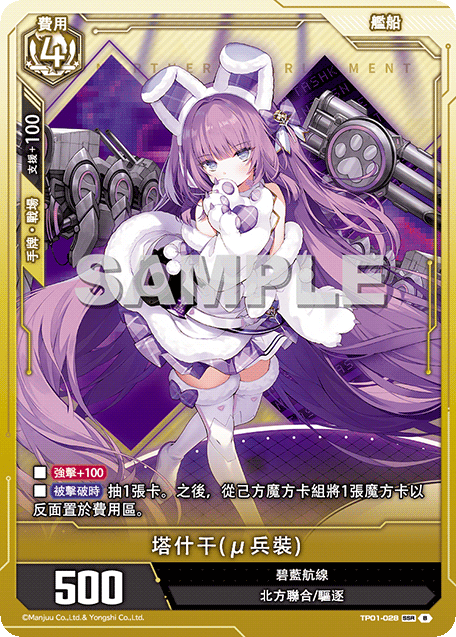 費用
4
艦船
支援+100
手牌・戰場
SAMPLE
強擊+100
被擊破時 抽1張卡。之後，從己方魔方卡組將1張魔方卡以
反面置於費用區。
塔什干(μ兵裝)
500
碧藍航線
北方聯合/驅逐
©Manjuu Co.,Ltd. & Yongshi Co.,Ltd.
TP01-028 SSR B